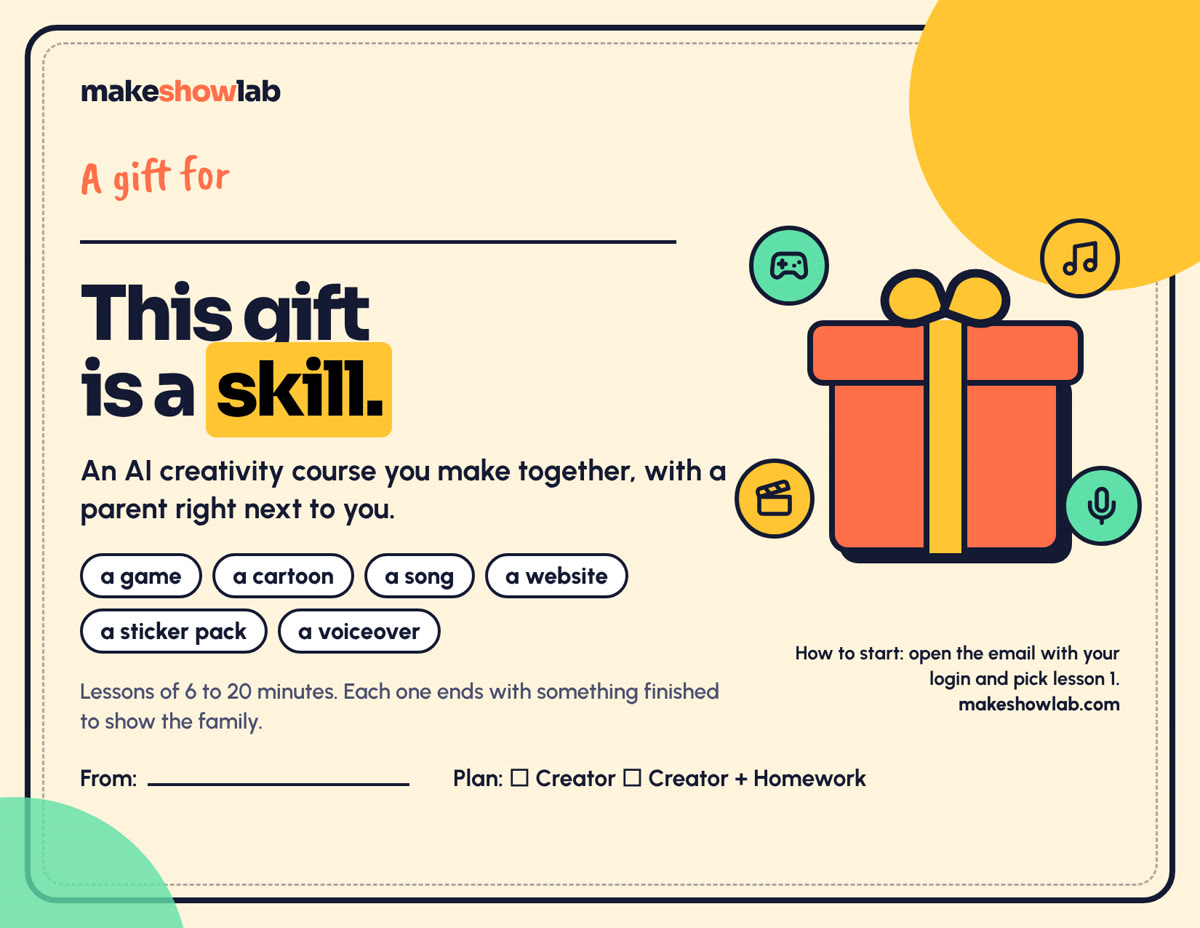 makeshowlab
A gift for
This gift
is a skill.
An AI creativity course you make together, with a
parent right next to you.
a game
a cartoon
a song
a website
a sticker pack
a voiceover
Lessons of 6 to 20 minutes. Each one ends with something finished
to show the family.
How to start: open the email with your
login and pick lesson 1.
makeshowlab.com
From:
Plan: ☐ Creator ☐ Creator + Homework